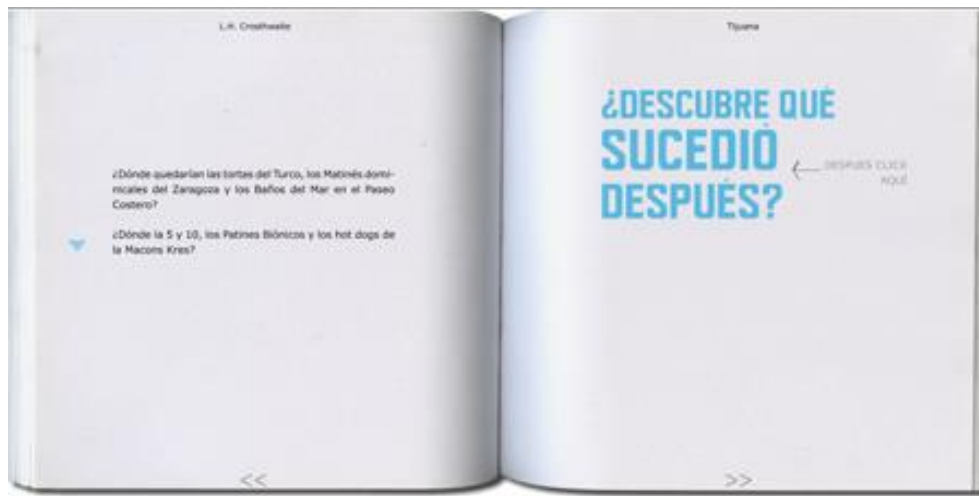 L.H. Crosthwaite
¿Dónde quedarían las tortas del Turco, los Matinés domi-
nicales del Zaragoza y los Baños del Mar en el Paseo
Costero?
¿Dónde la 5 y 10, los Patines Biónicos y los hot dogs de
la Macons Kres?
<<
Tijuana
¿DESCUBRE QUÉ
SUCEDIÓ
DESPUÉS?
DESPUÉS CLICK
AQUÍ
>>